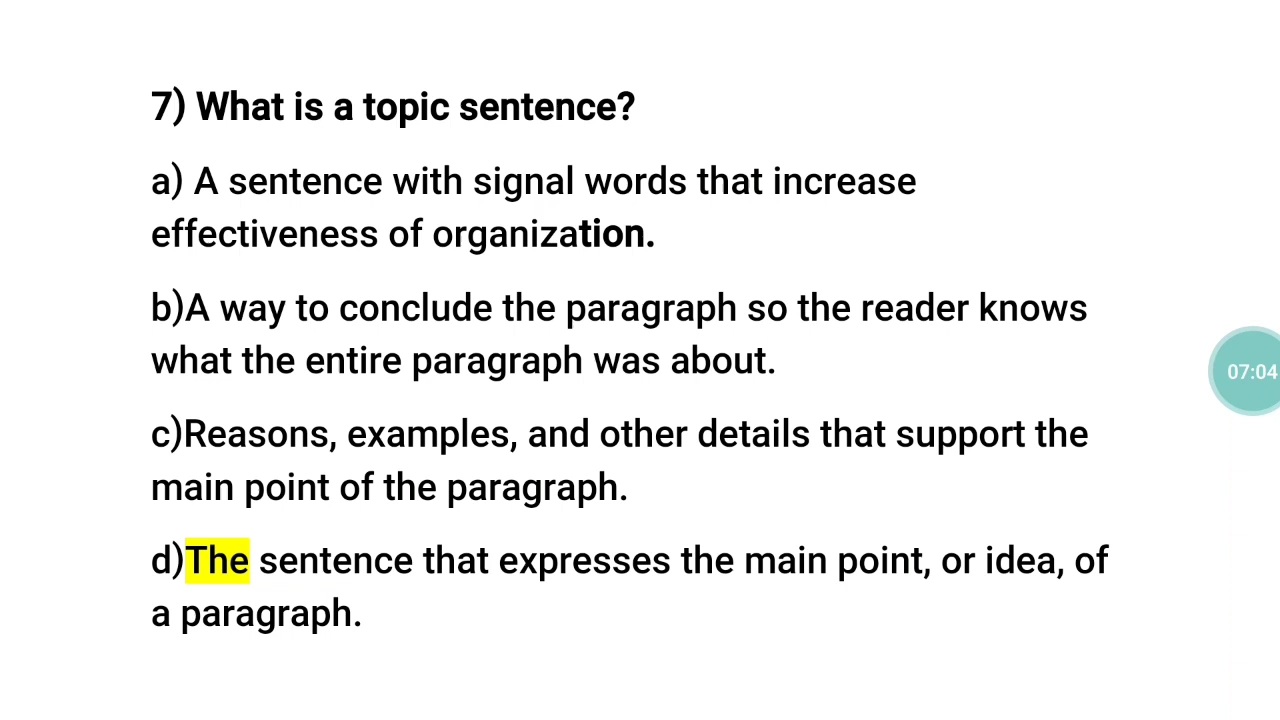 7) What is a topic sentence?
a) A sentence with signal words that increase
effectiveness of organization.
b)A way to conclude the paragraph so the reader knows
what the entire paragraph was about.
c)Reasons, examples, and other details that support the
main point of the paragraph.
d)The sentence that expresses the main point, or idea, of
a paragraph.
07:04